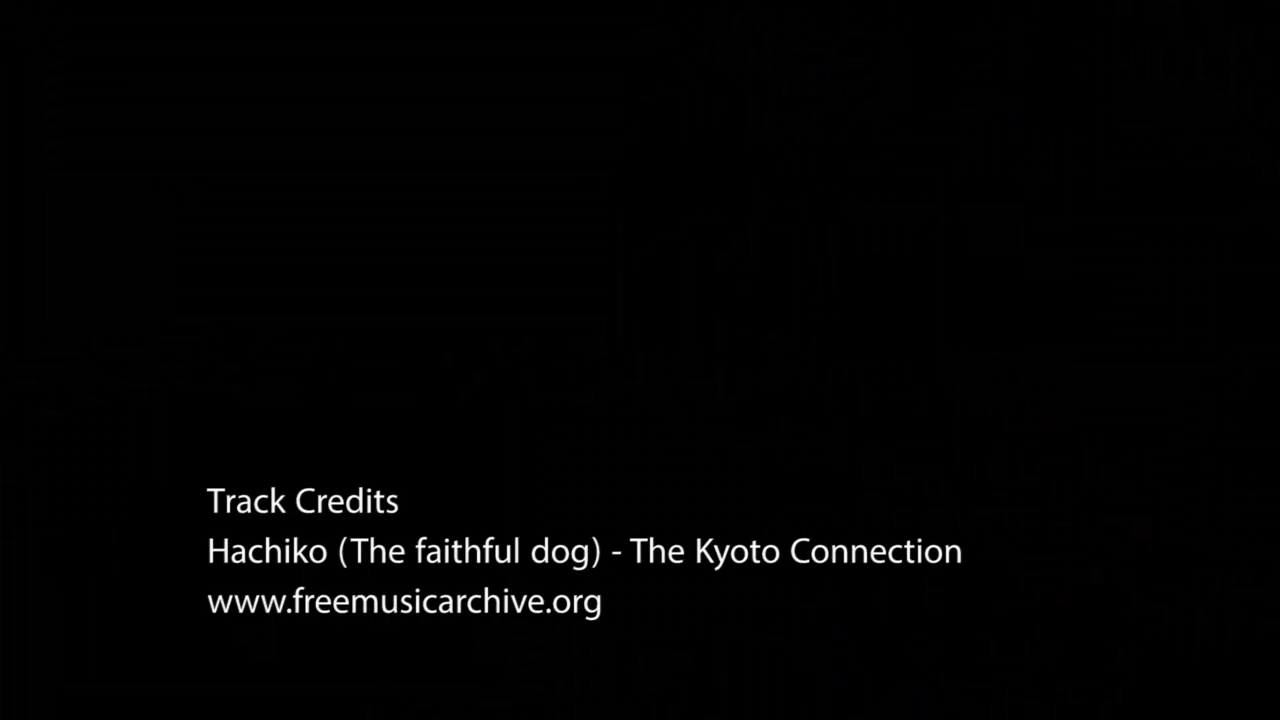 Track Credits
Hachiko (The faithful dog) - The Kyoto Connection
www.freemusicarchive.org